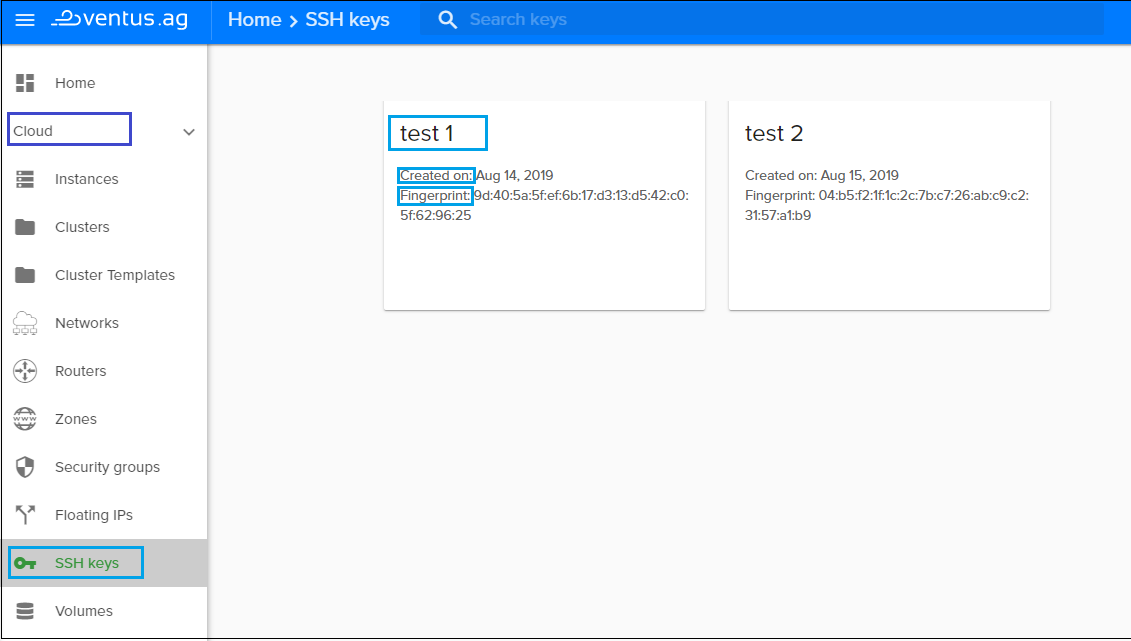 ventus.ag
Home > SSH keys
Search keys
Home
Cloud
Instances
Clusters
Cluster Templates
Networks
Routers
Zones
Security groups
Floating IPs
SSH keys
Volumes
test 1
Created on: Aug 14, 2019
Fingerprint: 9d:40:5a:5f:ef:6b:17:d3:13:d5:42:c0:
5f:62:96:25
test 2
Created on: Aug 15, 2019
Fingerprint: 04:b5:f2:1f:1c:2c:7b:c7:26:ab:c9:c2:
31:57:a1:b9